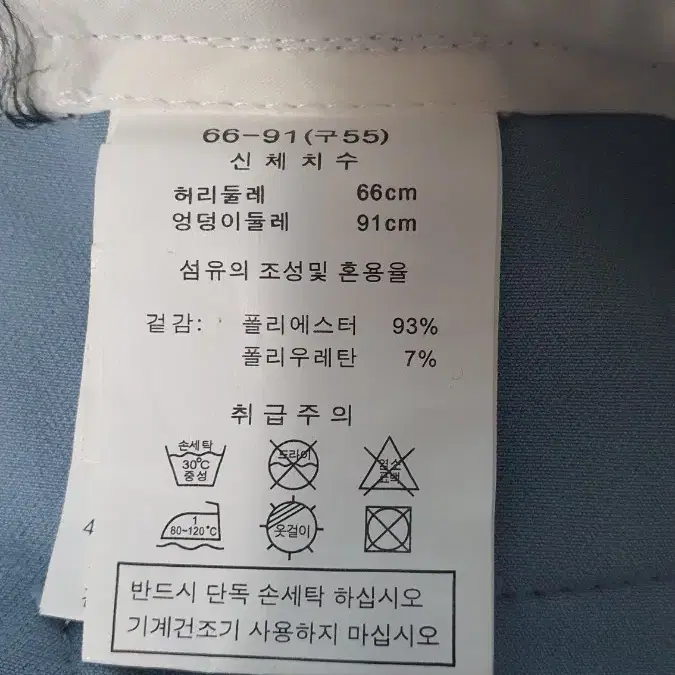 66-91(구55)
신체치수
허리둘레 66cm
엉덩이둘레 91cm
섬유의 조성및 혼용율
겉감: 폴리에스터 93%
폴리우레탄 7%
취급주의
손세탁
30℃
중성
드라이
염소
표백
1
80~120℃
옷걸이
반드시 단독 손세탁 하십시오
기계건조기 사용하지 마십시오
4